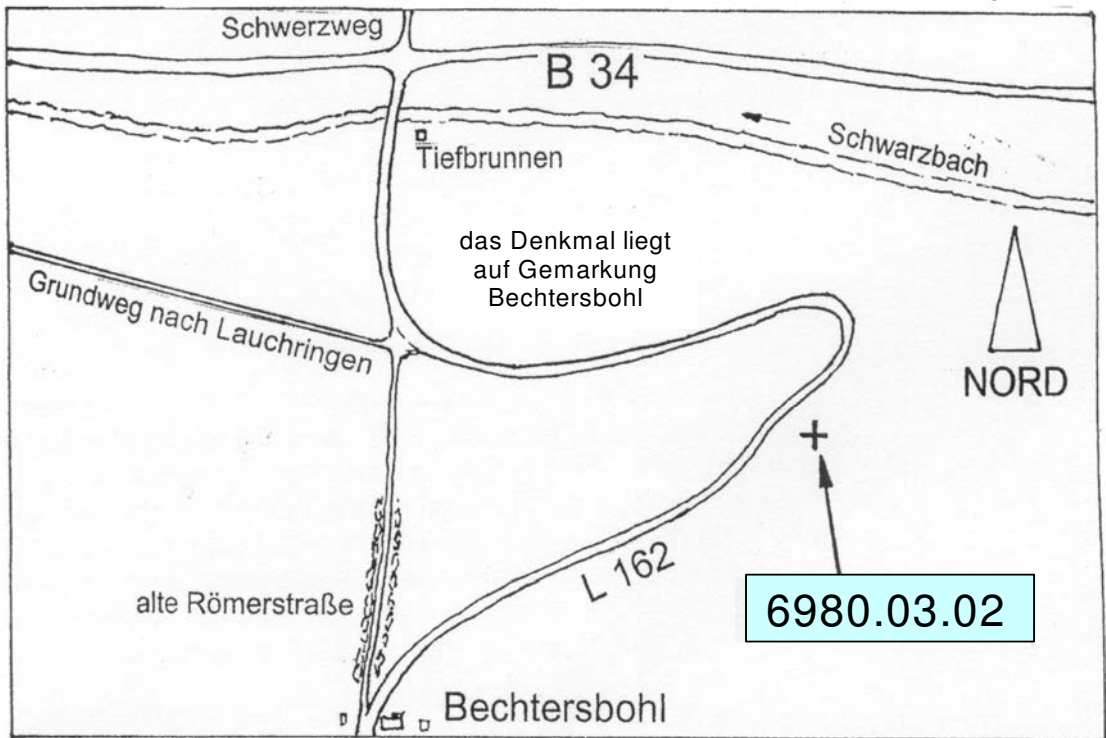 Schwerzweg
B 34
Schwarzbach
Tiefbrunnen
das Denkmal liegt
auf Gemarkung
Bechtersbohl
Grundweg nach Lauchringen
NORD
L 162
alte Römerstraße
6980.03.02
Bechtersbohl